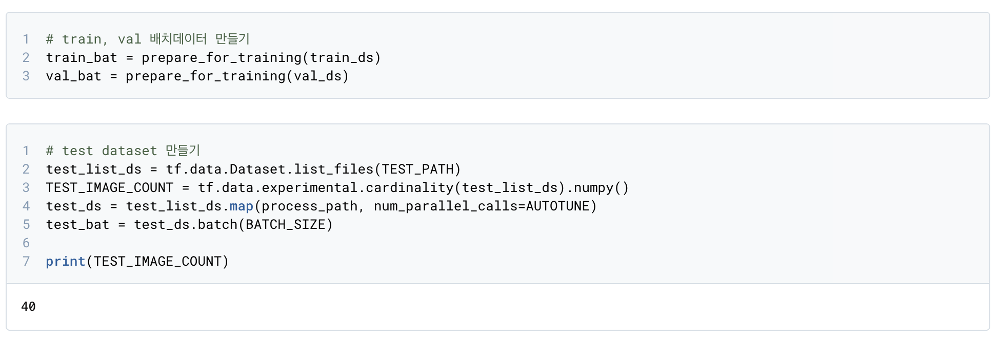 1 # train, val 배치데이터 만들기
2 train_bat = prepare_for_training(train_ds)
3 val_bat = prepare_for_training(val_ds)
1 # test dataset 만들기
2 test_list_ds = tf.data.Dataset.list_files(TEST_PATH)
3 TEST_IMAGE_COUNT = tf.data.experimental.cardinality(test_list_ds).numpy()
4 test_ds = test_list_ds.map(process_path, num_parallel_calls=AUTOTUNE)
5 test_bat = test_ds.batch(BATCH_SIZE)
6
7 print(TEST_IMAGE_COUNT)
40